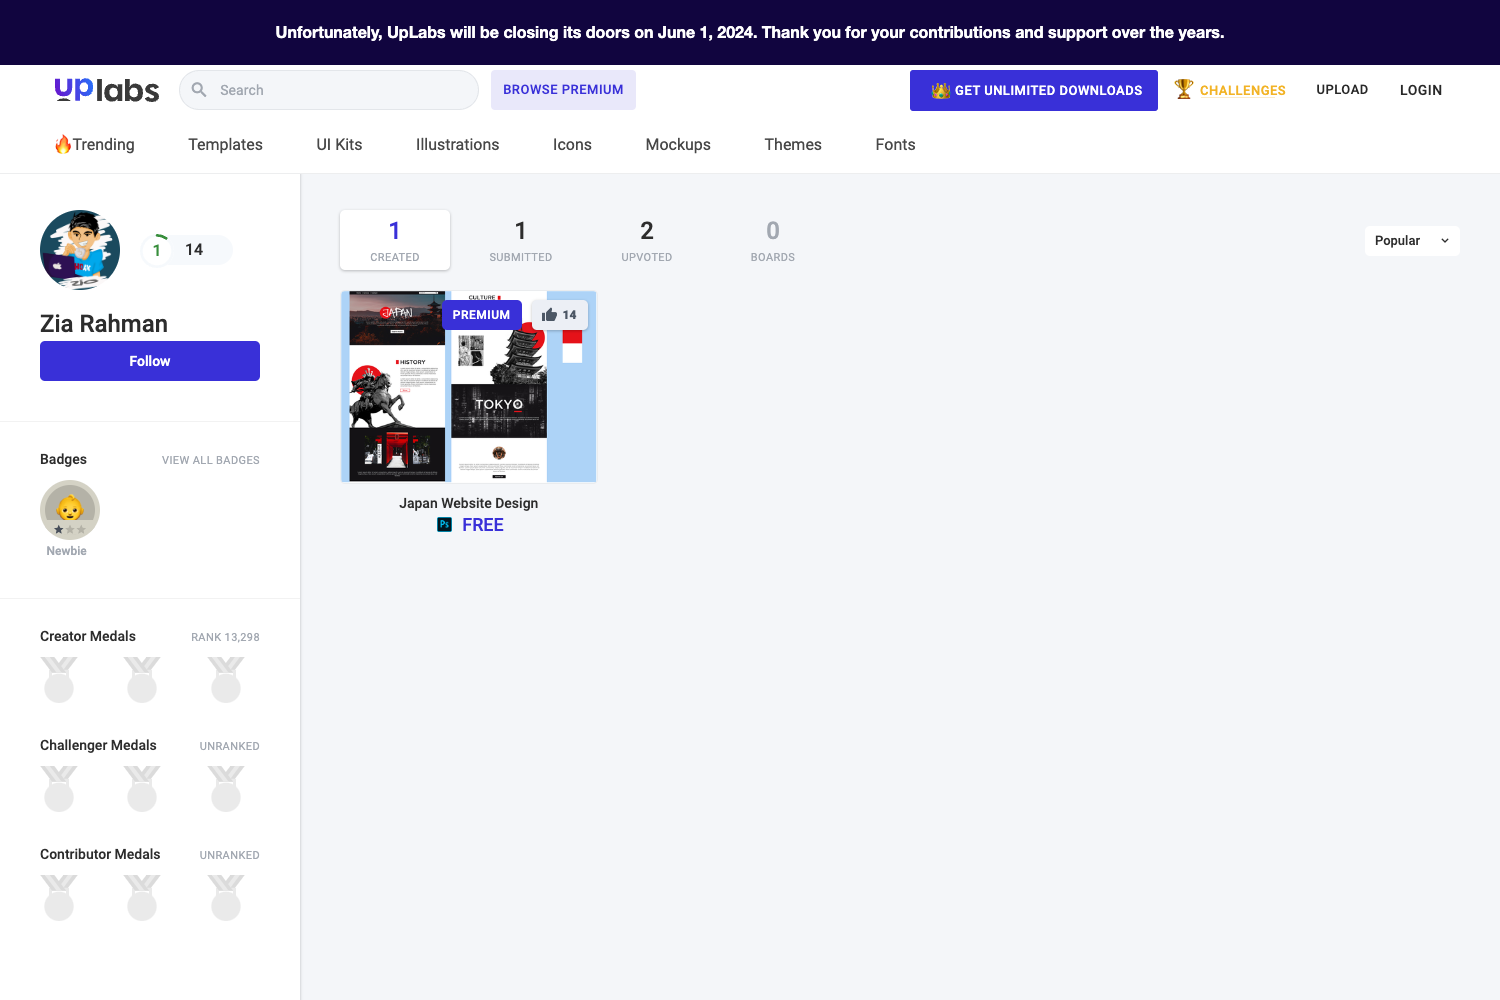 Unfortunately, UpLabs will be closing its doors on June 1, 2024. Thank you for your contributions and support over the years.
uplabs
Search
BROWSE PREMIUM
GET UNLIMITED DOWNLOADS
CHALLENGES
UPLOAD
LOGIN
Trending
Templates
UI Kits
Illustrations
Icons
Mockups
Themes
Fonts
1
14
Zia Rahman
Follow
Badges
VIEW ALL BADGES
Newbie
Creator Medals
RANK 13,298
Challenger Medals
UNRANKED
Contributor Medals
UNRANKED
1
CREATED
1
SUBMITTED
2
UPVOTED
0
BOARDS
Popular
PREMIUM
14
JAPAN
CULTURE
HISTORY
TOKYO
Japan Website Design
Ps
FREE